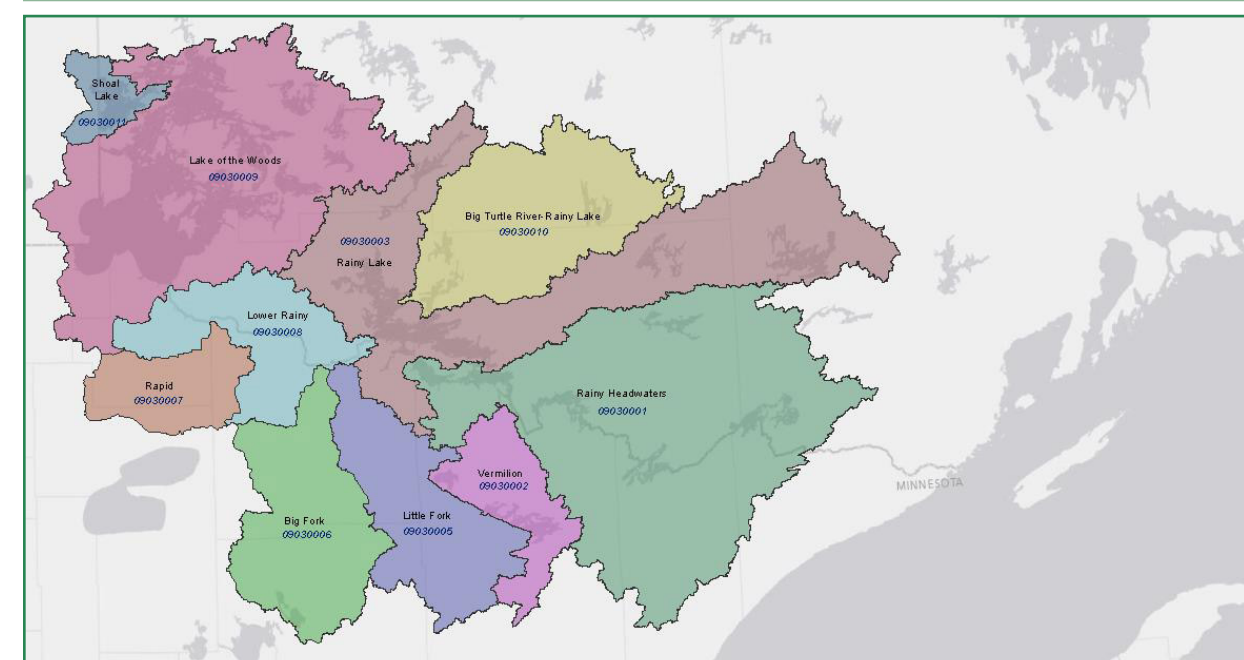 Shoal
Lake
09030011
Lake of the Woods
09030009
Big Turtle River-Rainy Lake
09030010
09030003
Rainy Lake
Lower Rainy
09030008
Rapid
09030007
Rainy Headwaters
09030001
Vermilion
09030002
MINNESOTA
Little Fork
09030005
Big Fork
09030006